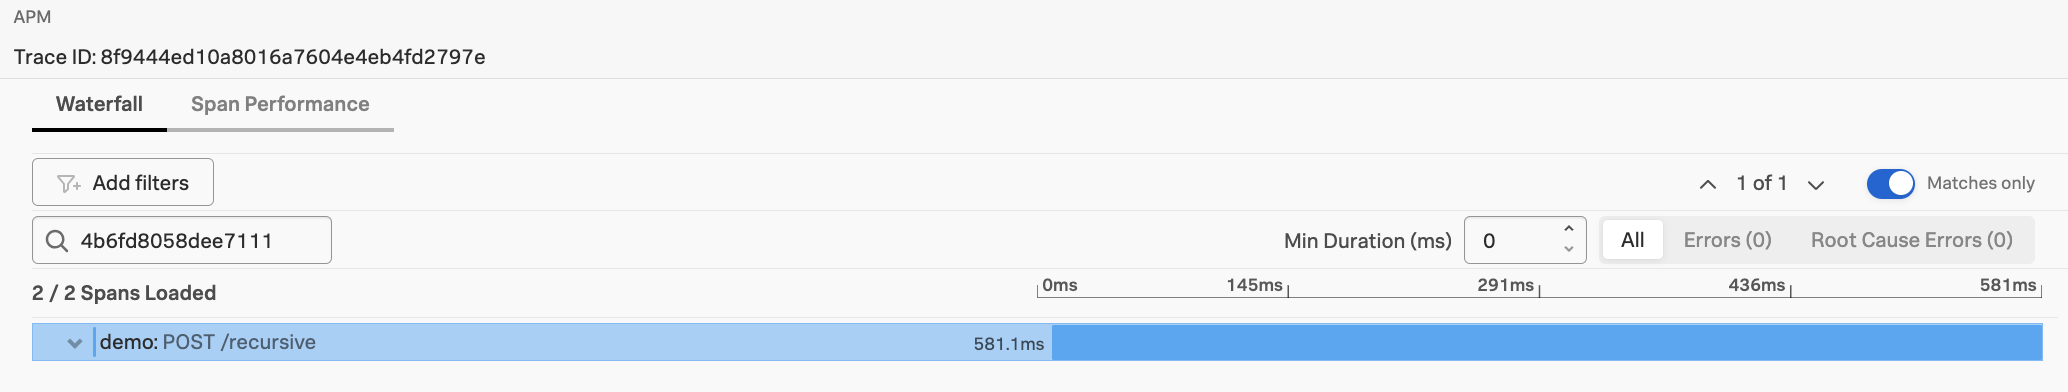 APM
Trace ID: 8f9444ed10a8016a7604e4eb4fd2797e
Waterfall Span Performance
Add filters 1 of 1 Matches only
4b6fd8058dee7111 Min Duration (ms) 0 All Errors (0) Root Cause Errors (0)
2 / 2 Spans Loaded 0ms 145ms 291ms 436ms 581ms
demo: POST /recursive 581.1ms